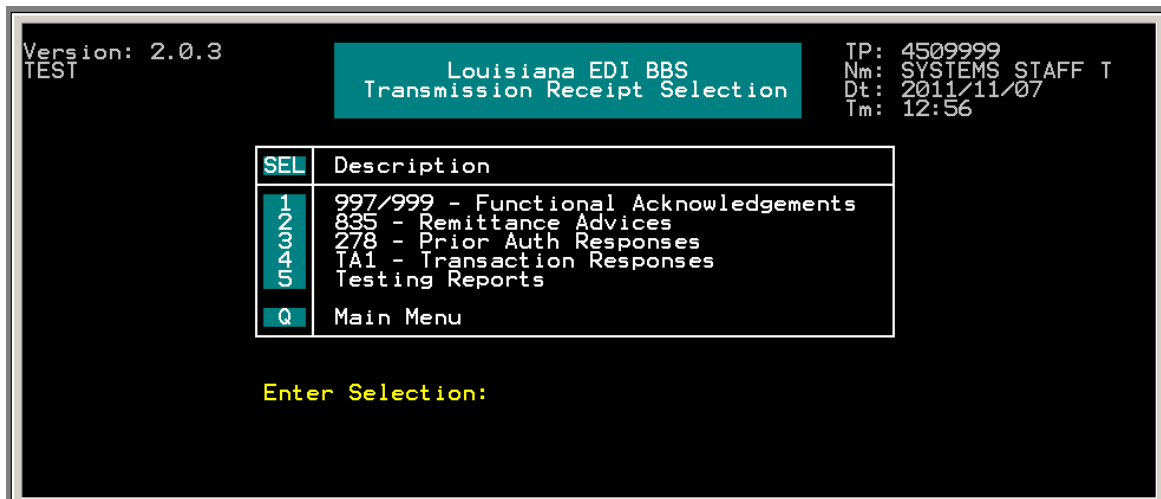 Version: 2.0.3
TEST
Louisiana EDI BBS
Transmission Receipt Selection
TP: 4509999
Nm: SYSTEMS STAFF T
Dt: 2011/11/07
Tm: 12:56
SEL Description
1 997/999 - Functional Acknowledgements
2 835 - Remittance Advices
3 278 - Prior Auth Responses
4 TA1 - Transaction Responses
5 Testing Reports
Q Main Menu
Enter Selection: